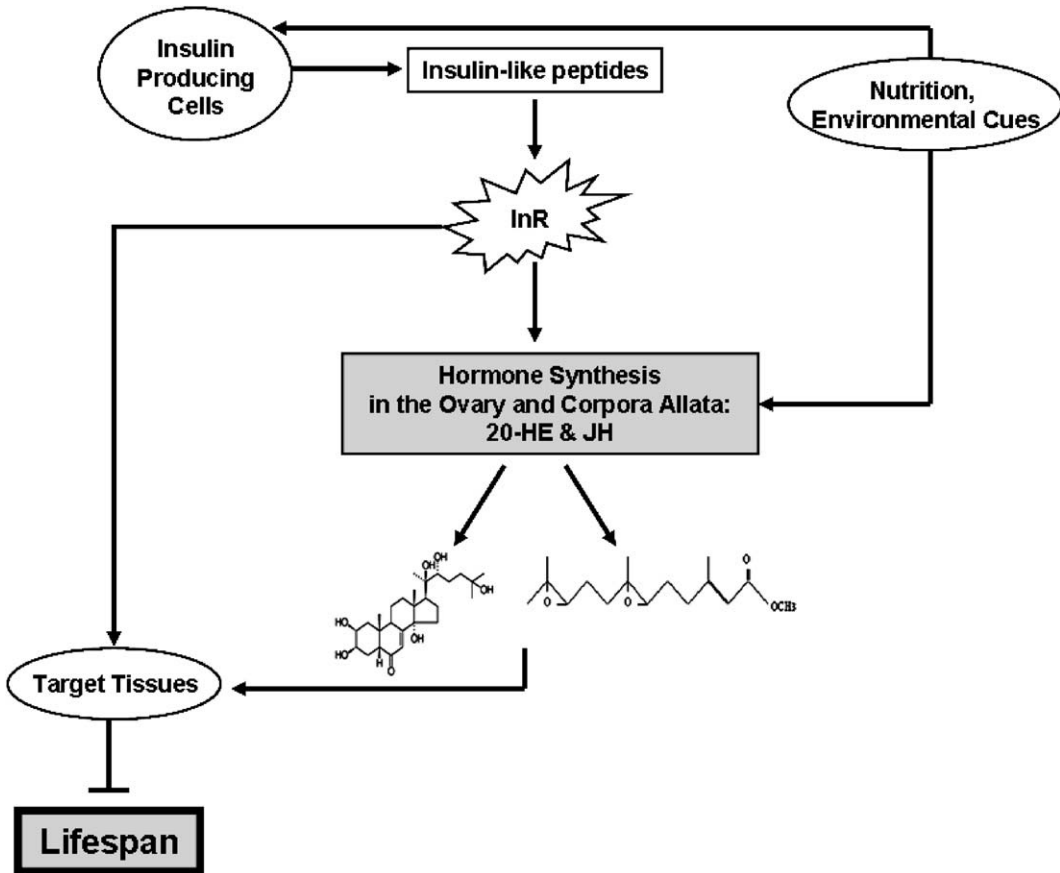 Insulin
Producing
Cells
Insulin-like peptides
Nutrition,
Environmental Cues
InR
Hormone Synthesis
in the Ovary and Corpora Allata:
20-HE & JH
OH
OH
OH
HO
HO
OH
H
O
O
O
O
OCH3
Target Tissues
Lifespan